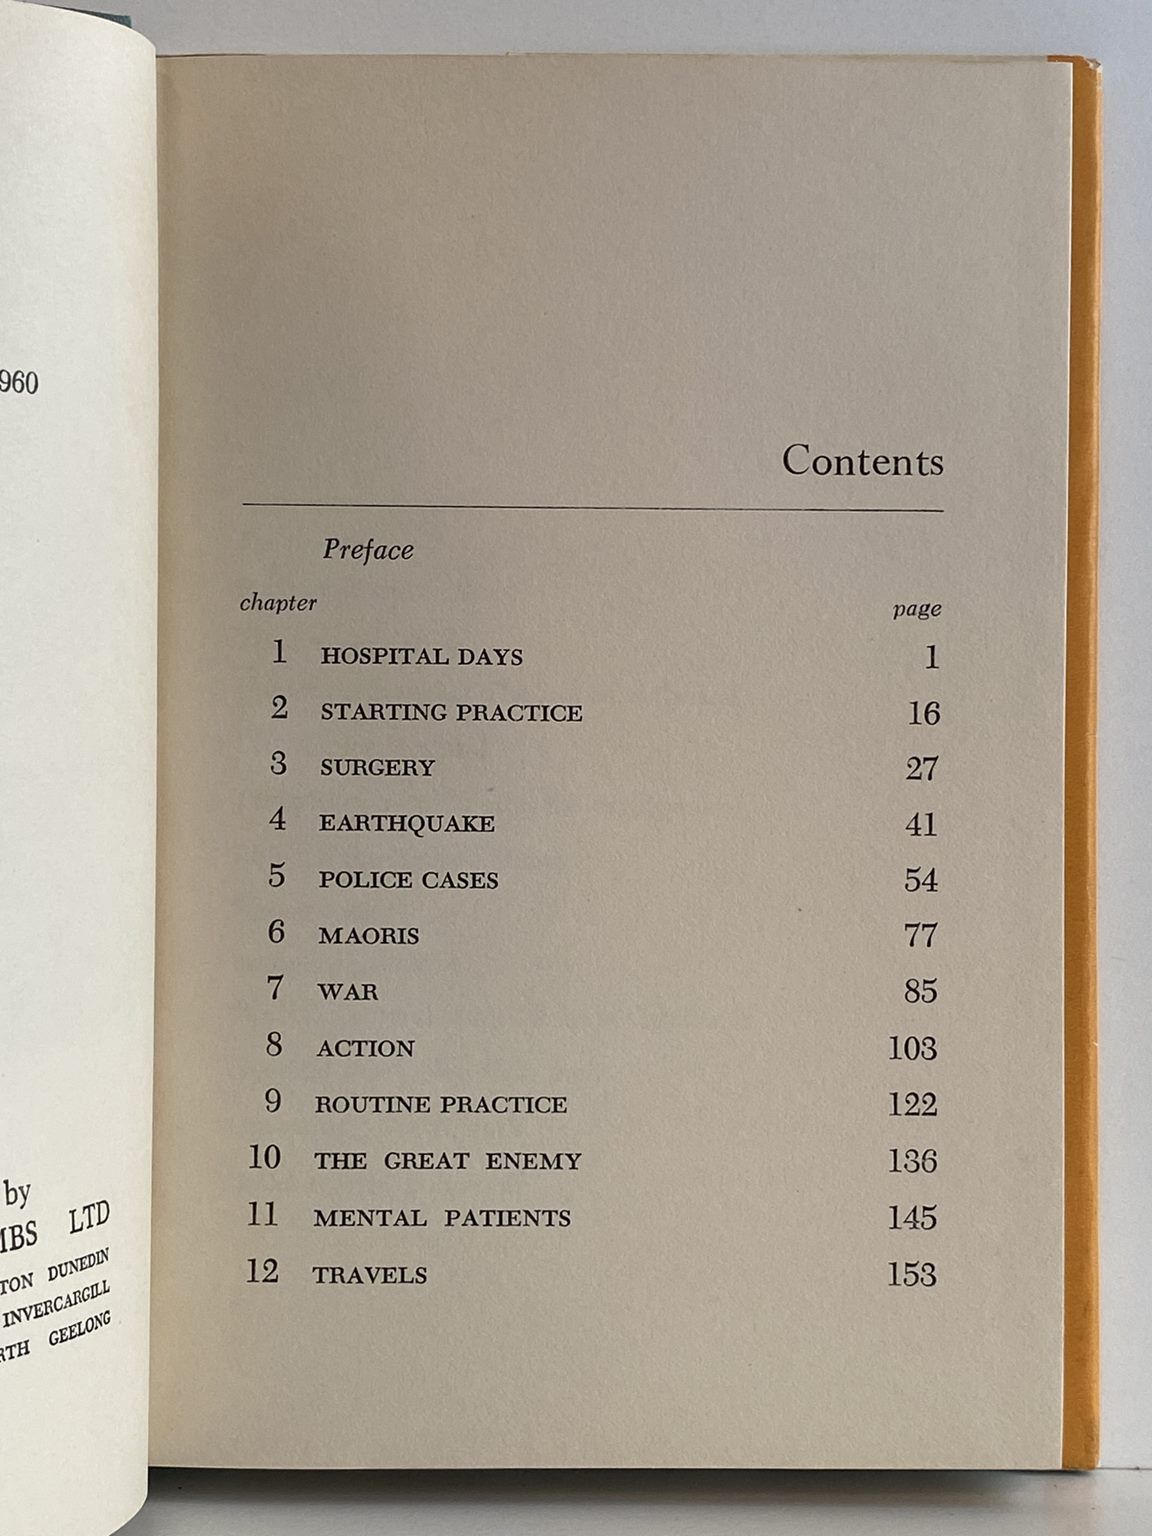 960
by
LTD
DUNEDIN
INVERCARGILL
GEELONG
Contents
Preface
chapter page
1 HOSPITAL DAYS 1
2 STARTING PRACTICE 16
3 SURGERY 27
4 EARTHQUAKE 41
5 POLICE CASES 54
6 MAORIS 77
7 WAR 85
8 ACTION 103
9 ROUTINE PRACTICE 122
10 THE GREAT ENEMY 136
11 MENTAL PATIENTS 145
12 TRAVELS 153